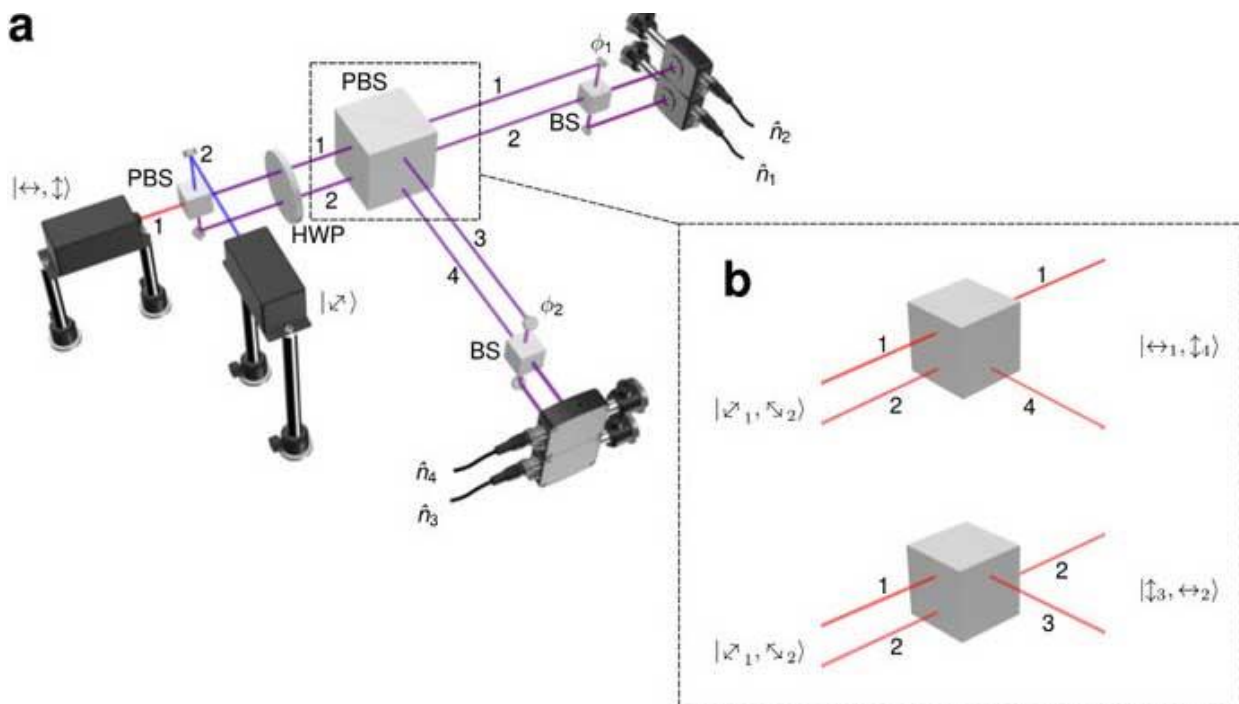 a
PBS
1
2
ϕ₁
BS
n̂₂
n̂₁
|↔, ↕⟩
PBS
2
1
1
2
HWP
|⤢⟩
3
4
ϕ₂
BS
n̂₄
n̂₃
b
1
1
2
4
|⤢₁, ⤡₂⟩
|↔₁, ↕₄⟩
1
2
2
3
|⤢₁, ⤡₂⟩
|↕₃, ↔₂⟩